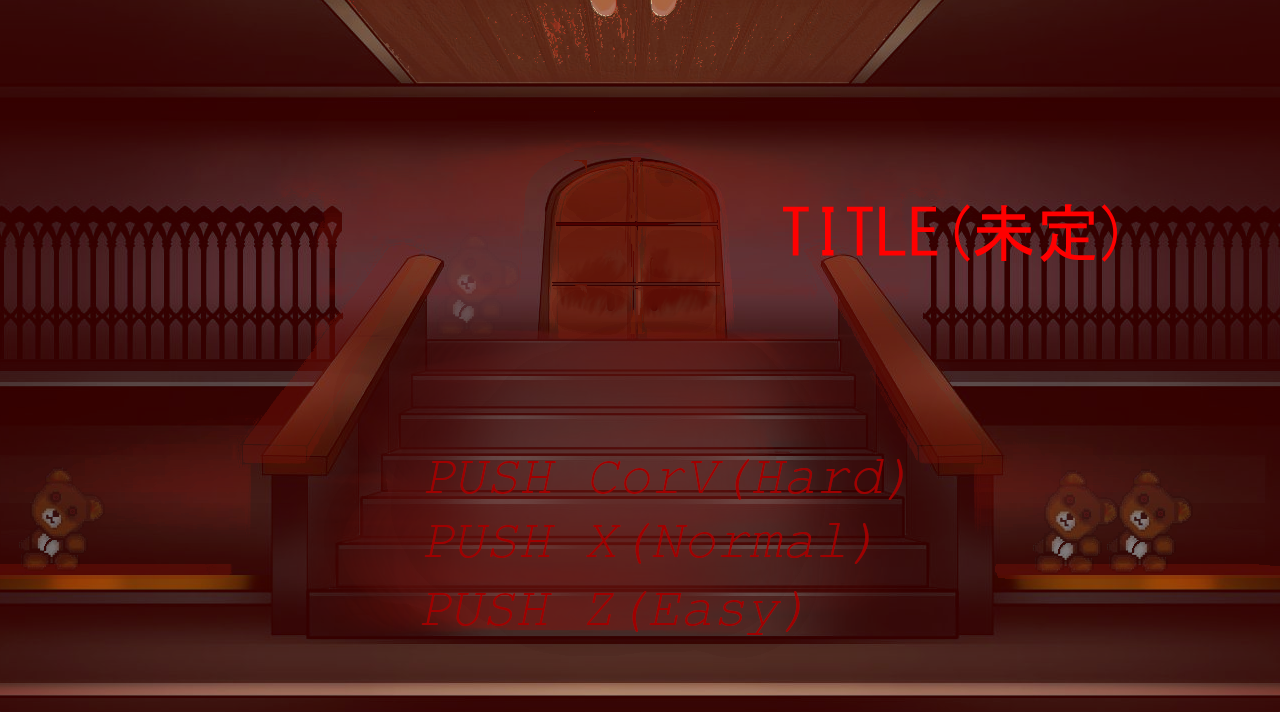 TITLE(未定)
PUSH CorV(Hard)
PUSH X(Normal)
PUSH Z(Easy)